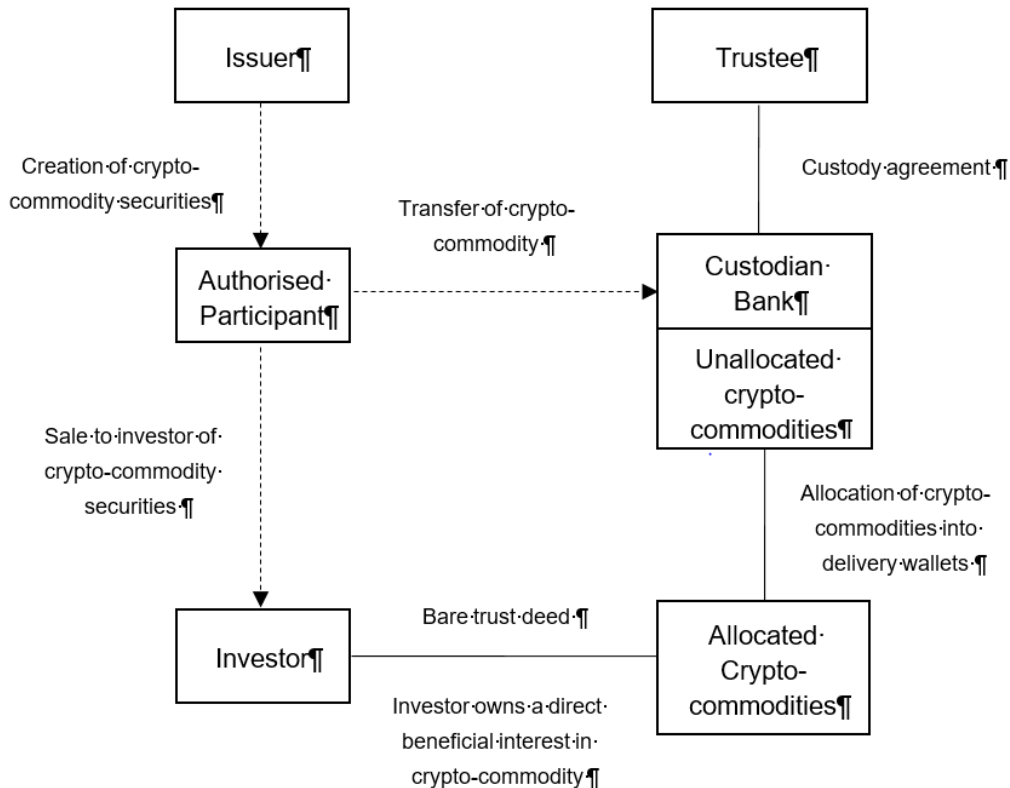 Issuer¶
Trustee¶
Creation·of·crypto-
commodity·securities¶
Custody·agreement·¶
Transfer·of·crypto-
commodity·¶
Authorised·
Participant¶
Custodian·
Bank¶
Unallocated·
crypto-
commodities¶
Sale·to·investor·of·
crypto-commodity·
securities·¶
Allocation·of·crypto-
commodities·into·
delivery·wallets·¶
Bare·trust·deed·¶
Investor¶
Allocated·
Crypto-
commodities¶
Investor·owns·a·direct·
beneficial·interest·in·
crypto-commodity·¶